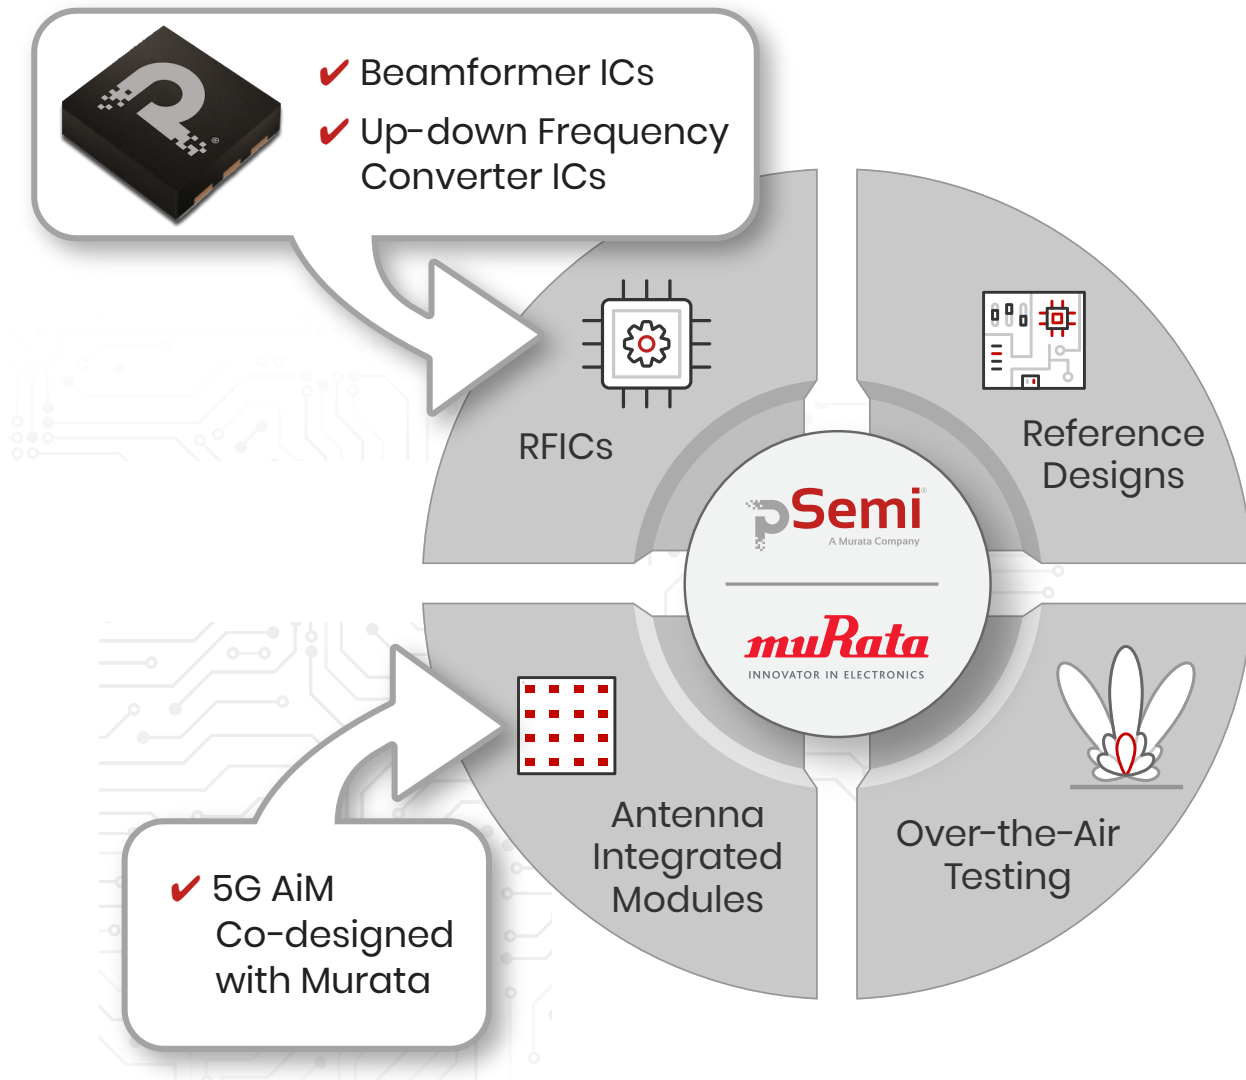 ✔ Beamformer ICs
✔ Up-down Frequency
Converter ICs
RFICs
Reference
Designs
pSemi®
A Murata Company
muRata
INNOVATOR IN ELECTRONICS
Antenna
Integrated
Modules
Over-the-Air
Testing
✔ 5G AiM
Co-designed
with Murata